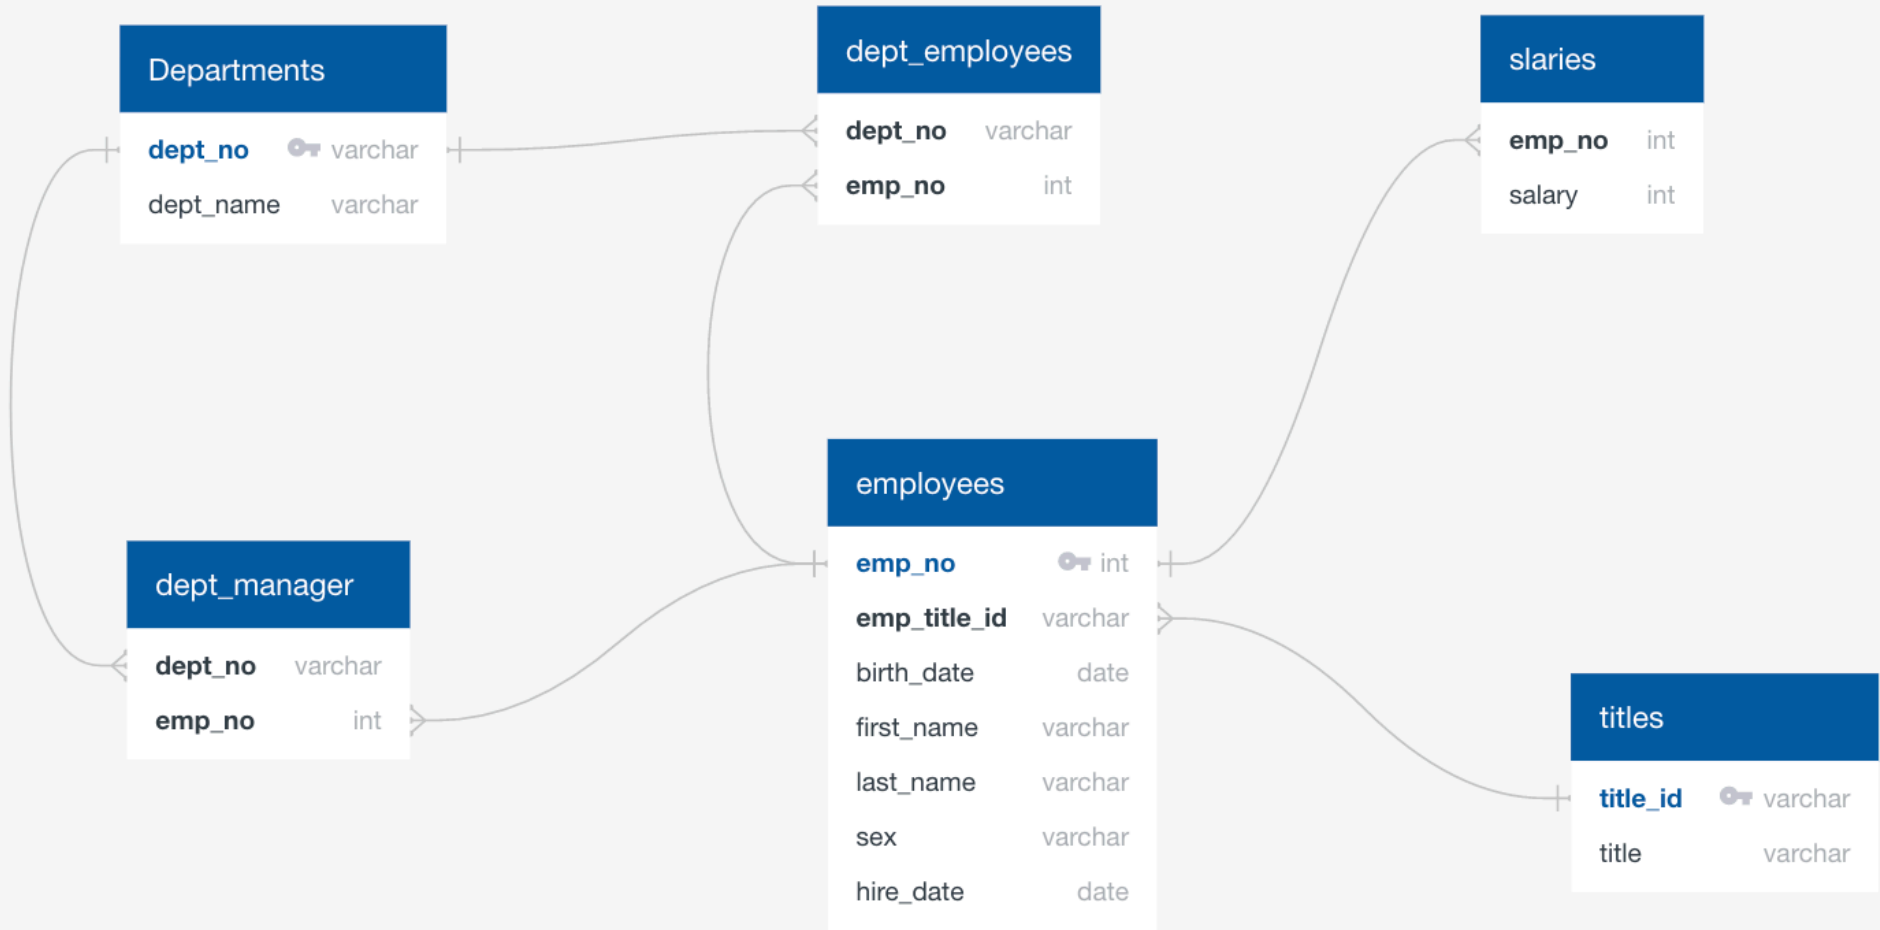 Departments
dept_no varchar
dept_name varchar
dept_employees
dept_no varchar
emp_no int
slaries
emp_no int
salary int
dept_manager
dept_no varchar
emp_no int
employees
emp_no int
emp_title_id varchar
birth_date date
first_name varchar
last_name varchar
sex varchar
hire_date date
titles
title_id varchar
title varchar